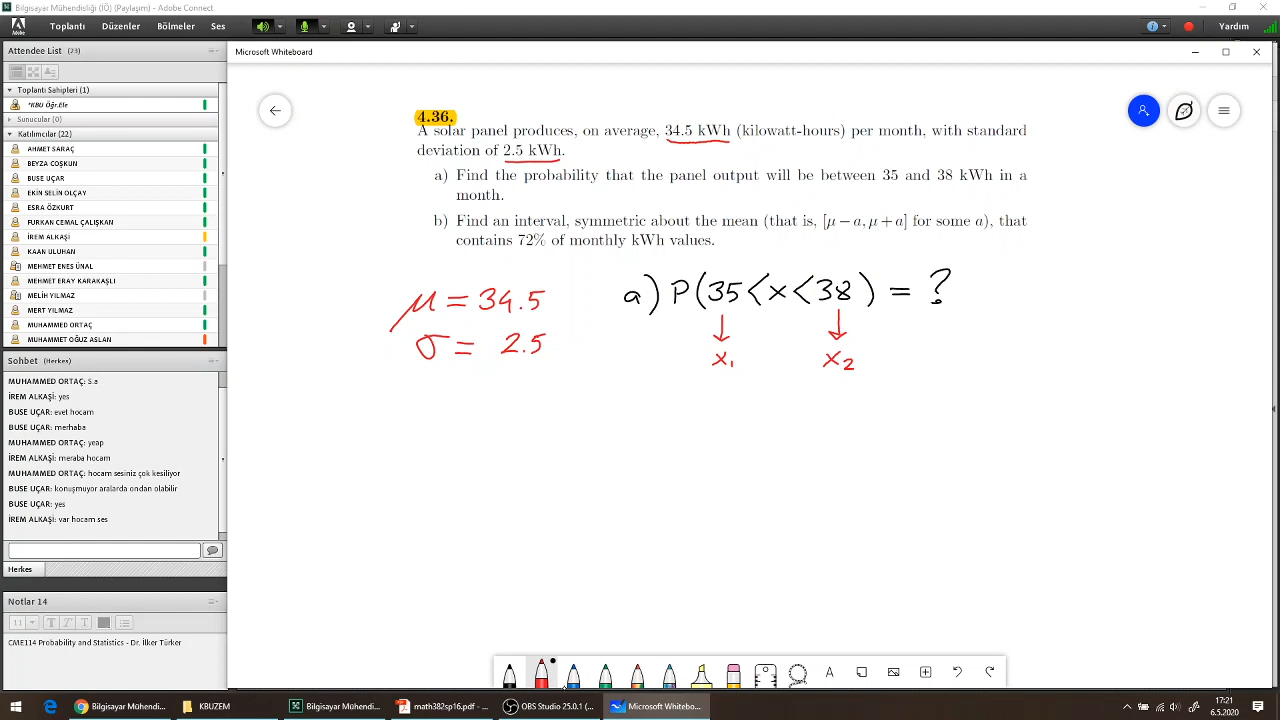 Bilgisayar Mühendisliği (İÖ) (Paylaşım) - Adobe Connect
Adobe
Toplantı Düzenler Bölmeler Ses Yardım
Attendee List (23)
Toplantı Sahipleri (1)
*KBU Öğr.Ele
Sunucular (0)
Katılımcılar (22)
AHMET SARAÇ
BEYZA COŞKUN
BUSE UÇAR
EKİN SELİN OLÇAY
ESRA ÖZKURT
FURKAN CEMAL ÇALIŞKAN
İREM ALKAŞİ
KAAN ULUHAN
MEHMET ENES ÜNAL
MEHMET ERAY KARAKAŞLI
MELİH YILMAZ
MERT YILMAZ
MUHAMMED ORTAÇ
MUHAMMET OĞUZ ASLAN
Sohbet (Herkes)
MUHAMMED ORTAÇ: S.a
İREM ALKAŞİ: yes
BUSE UÇAR: evet hocam
BUSE UÇAR: merhaba
MUHAMMED ORTAÇ: yeap
İREM ALKAŞİ: meraba hocam
MUHAMMED ORTAÇ: hocam sesiniz çok kesiliyor
BUSE UÇAR: konuşmuyor aralarda ondan olabilir
BUSE UÇAR: yes
İREM ALKAŞİ: var hocam ses
Herkes
Notlar 14
11 T T T
CME114 Probability and Statistics - Dr. İlker Türker
Microsoft Whiteboard
4.36.
A solar panel produces, on average, 34.5 kWh (kilowatt-hours) per month, with standard
deviation of 2.5 kWh.
a) Find the probability that the panel output will be between 35 and 38 kWh in a
month.
b) Find an interval, symmetric about the mean (that is, [μ − a, μ + a] for some a), that
contains 72% of monthly kWh values.
μ = 34.5
σ = 2.5
a) P(35 < x < 38) = ?
x₁ x₂
A
Bilgisayar Mühendi... KBUZEM Bilgisayar Mühendi... math382sp16.pdf - ... OBS Studio 25.0.1 (... Microsoft Whitebo...
17:21
6.5.2020